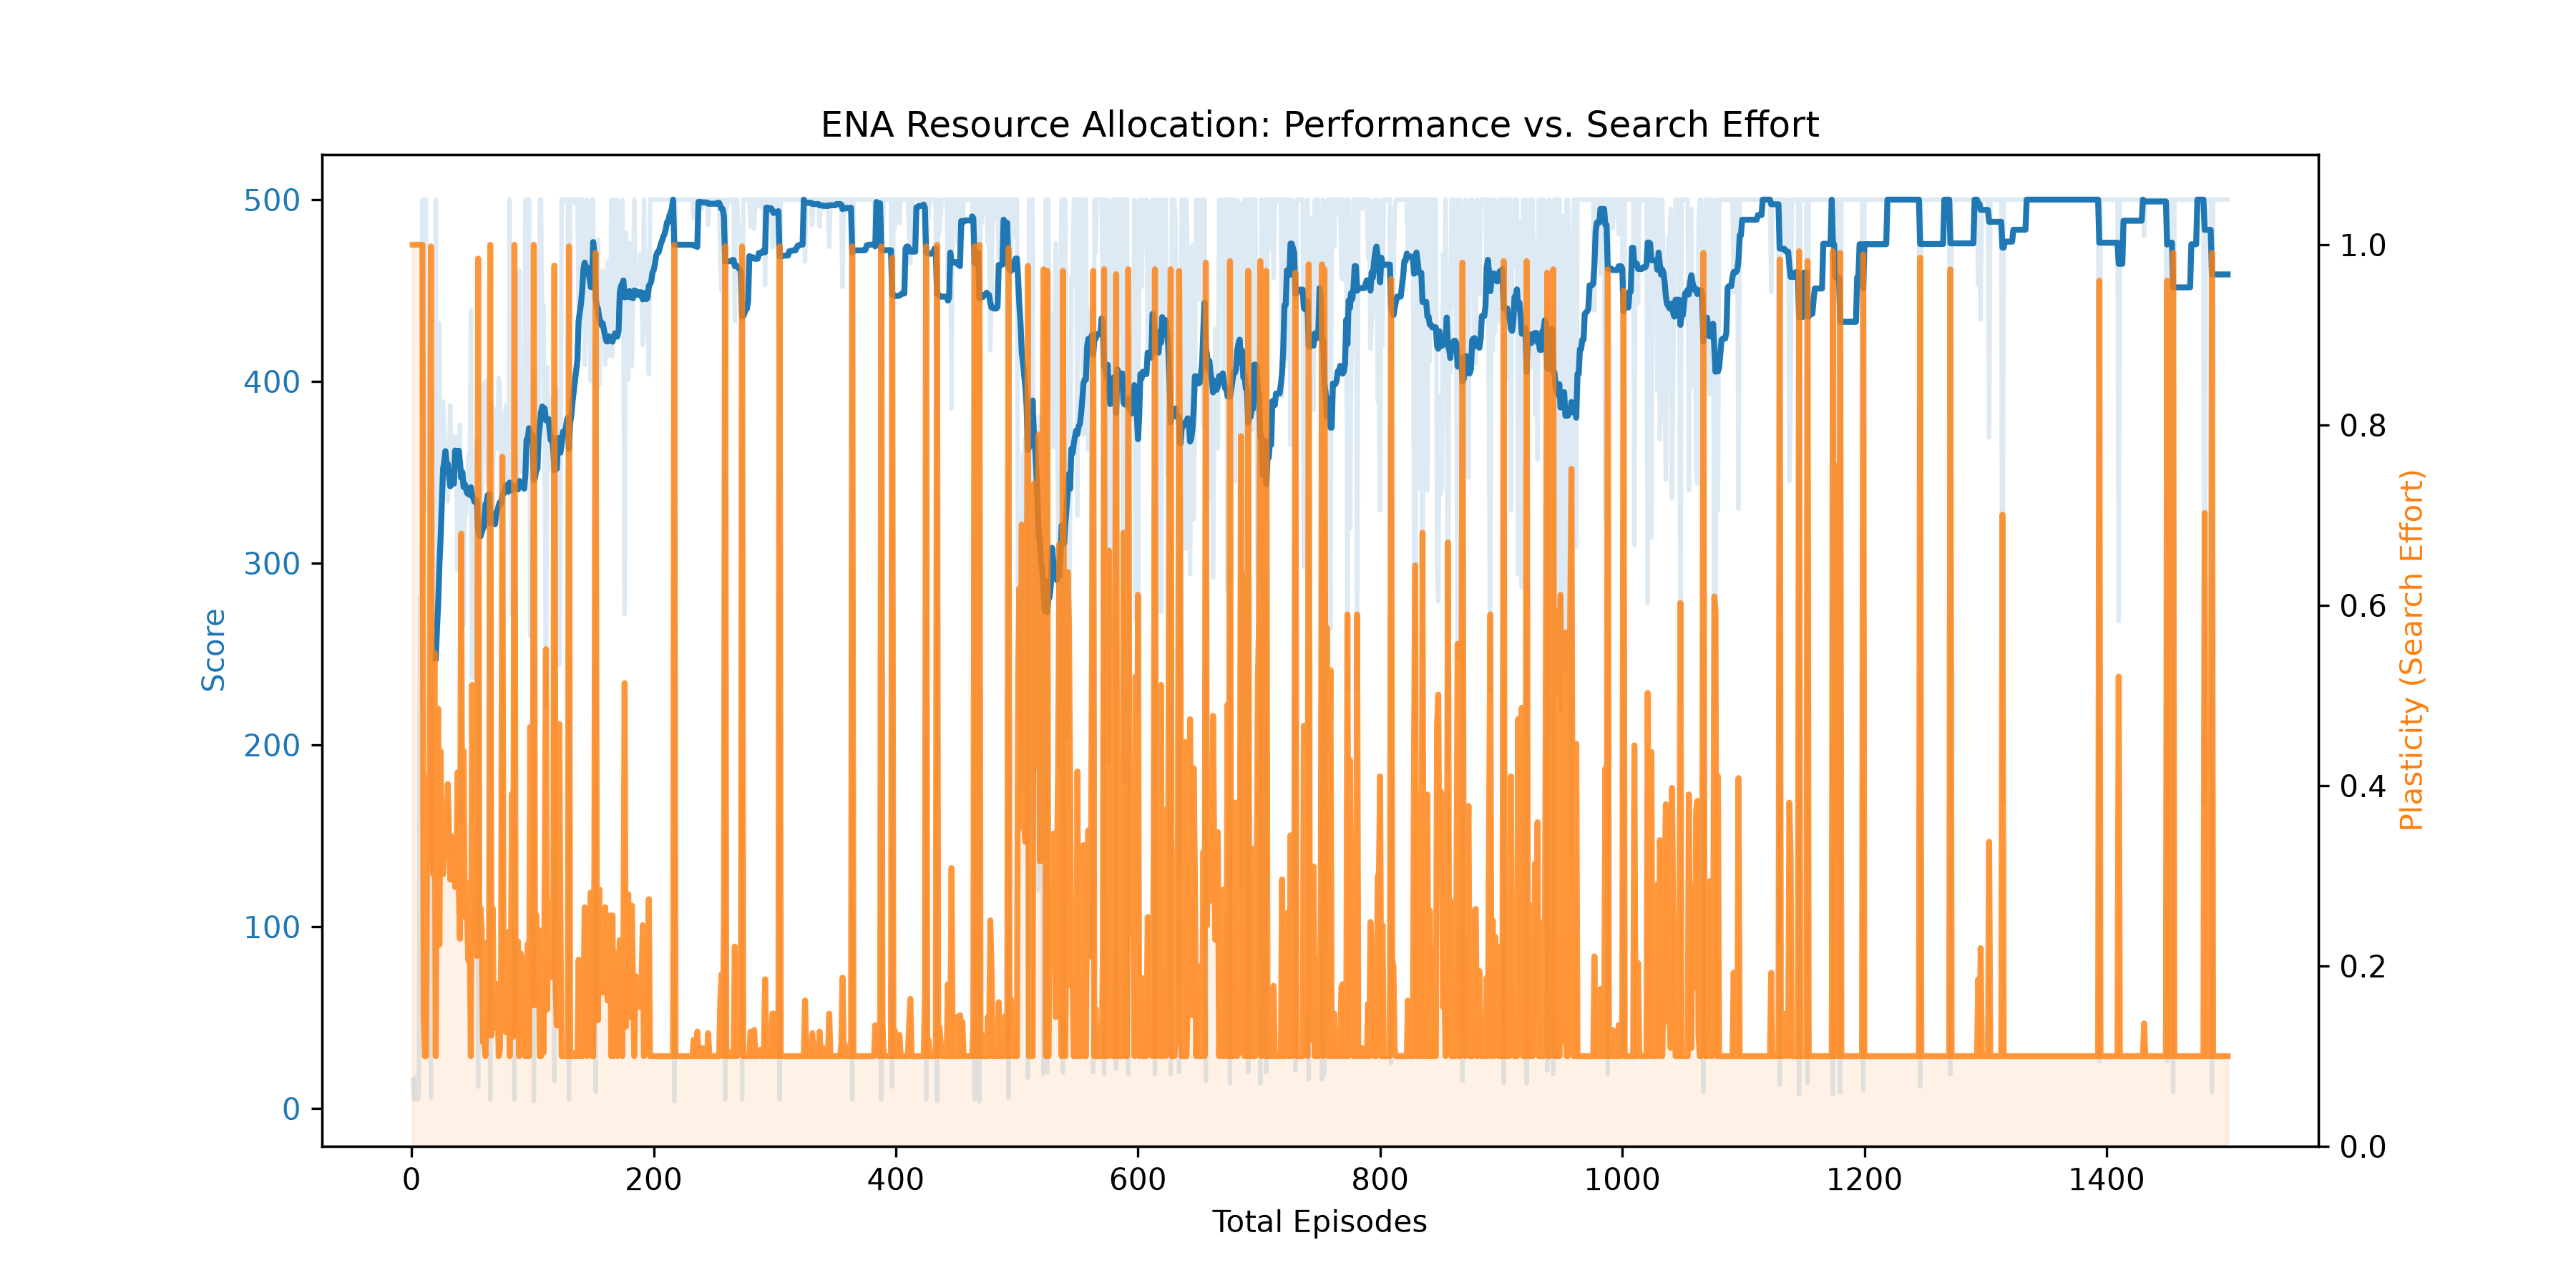 ENA Resource Allocation: Performance vs. Search Effort
500
400
300
200
100
0
Score
1.0
0.8
0.6
0.4
0.2
0.0
Plasticity (Search Effort)
0 200 400 600 800 1000 1200 1400
Total Episodes